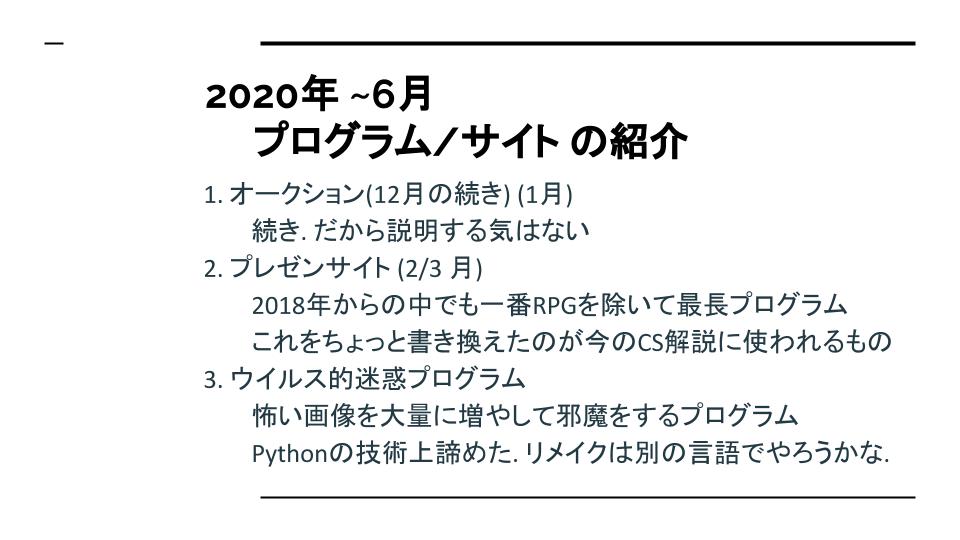 2020年 ~6月
プログラム/サイト の紹介
1. オークション(12月の続き) (1月)
続き. だから説明する気はない
2. プレゼンサイト (2/3 月)
2018年からの中でも一番RPGを除いて最長プログラム
これをちょっと書き換えたのが今のCS解説に使われるもの
3. ウイルス的迷惑プログラム
怖い画像を大量に増やして邪魔をするプログラム
Pythonの技術上諦めた. リメイクは別の言語でやろうかな.